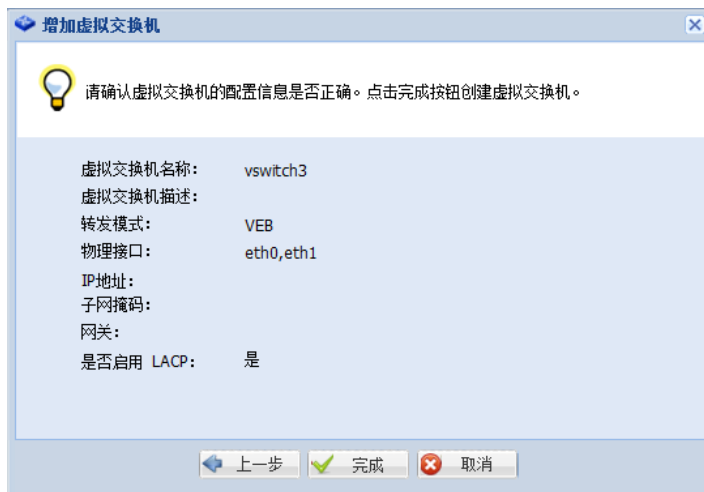 增加虚拟交换机
请确认虚拟交换机的配置信息是否正确。点击完成按钮创建虚拟交换机。
虚拟交换机名称: vswitch3
虚拟交换机描述:
转发模式: VEB
物理接口: eth0,eth1
IP地址:
子网掩码:
网关:
是否启用 LACP: 是
上一步 完成 取消